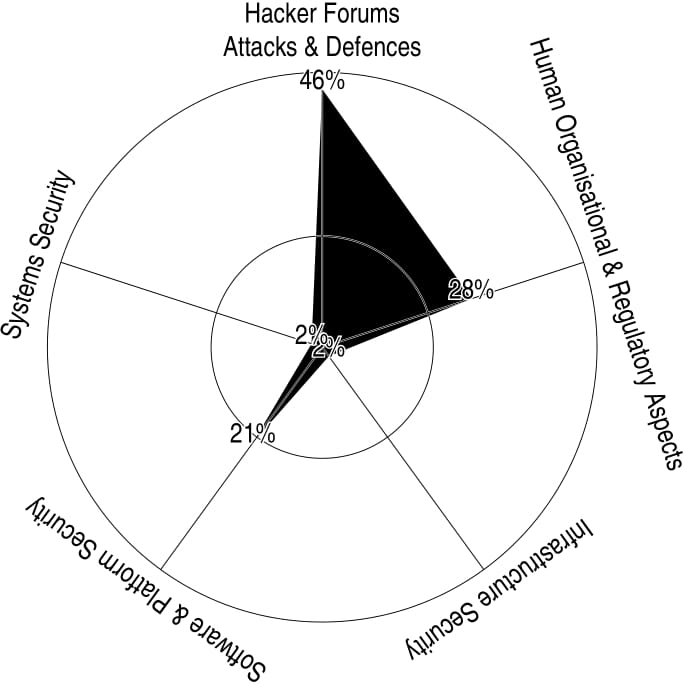 Hacker Forums
Attacks & Defences
46%
Human Organisational & Regulatory Aspects
Systems Security
28%
2%
2%
21%
Software & Platform Security
Infrastructure Security